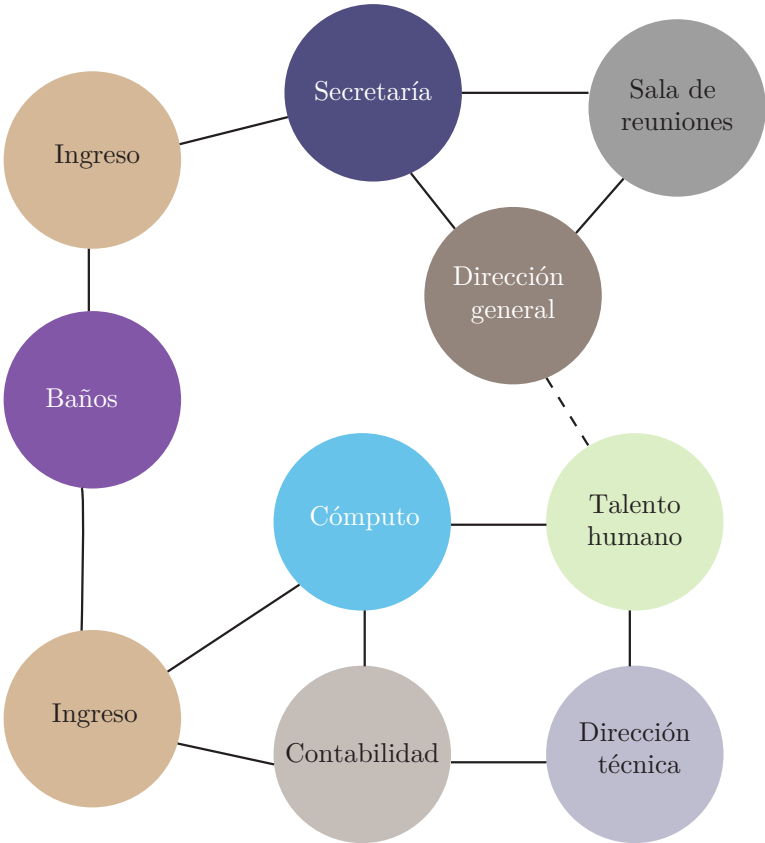 Secretaría
Sala de
reuniones
Ingreso
Dirección
general
Baños
Cómputo
Talento
humano
Ingreso
Contabilidad
Dirección
técnica